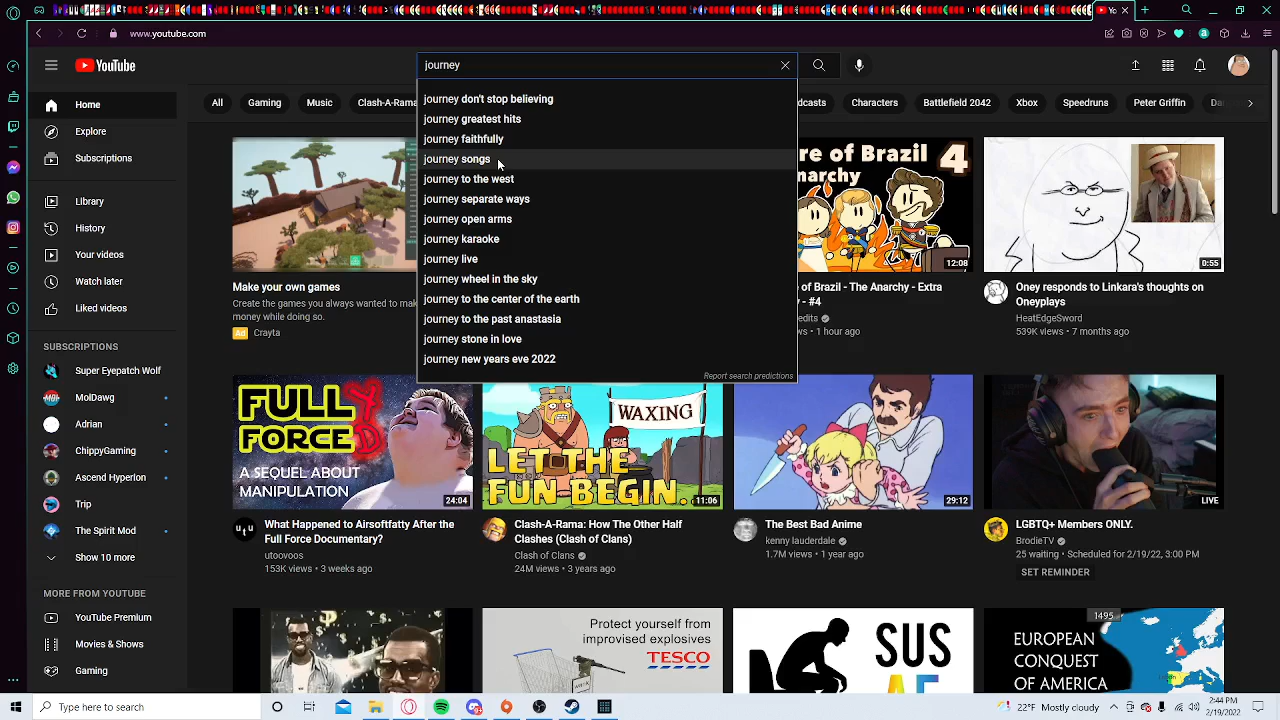 Yo
www.youtube.com
YouTube
journey
All
Gaming
Music
Clash-A-Rama
dcasts
Characters
Battlefield 2042
Xbox
Speedruns
Peter Griffin
journey don't stop believing
journey greatest hits
journey faithfully
journey songs
journey to the west
journey separate ways
journey open arms
journey karaoke
journey live
journey wheel in the sky
journey to the center of the earth
journey to the past anastasia
journey stone in love
journey new years eve 2022
Report search predictions
Home
Explore
Subscriptions
Library
History
Your videos
Watch later
Liked videos
SUBSCRIPTIONS
Super Eyepatch Wolf
MolDawg
Adrian
ChippyGaming
Ascend Hyperion
Trip
The Spirit Mod
Show 10 more
MORE FROM YOUTUBE
YouTube Premium
Movies & Shows
Gaming
Make your own games
Create the games you always wanted to mak
money while doing so.
Ad
Crayta
re of Brazil
narchy
4
12:08
of Brazil - The Anarchy - Extra
- #4
edits
ws • 1 hour ago
0:55
Oney responds to Linkara's thoughts on
Oneyplays
HeatEdgeSword
539K views • 7 months ago
FULL
FORCED
A SEQUEL ABOUT
MANIPULATION
24:04
What Happened to Airsoftfatty After the
Full Force Documentary?
utoovoos
153K views • 3 weeks ago
WAXING
LET THE
FUN BEGIN.
11:06
Clash-A-Rama: How The Other Half
Clashes (Clash of Clans)
Clash of Clans
24M views • 3 years ago
29:12
The Best Bad Anime
kenny lauderdale
1.7M views • 1 year ago
LIVE
LGBTQ+ Members ONLY.
BrodieTV
25 waiting • Scheduled for 2/19/22, 3:00 PM
SET REMINDER
Protect yourself from
improvised explosives
TESCO
SUS
1495
EUROPEAN
CONQUEST
OF AMERICA
Type here to search
22°F Mostly cloudy
2:44 PM
2/19/2022